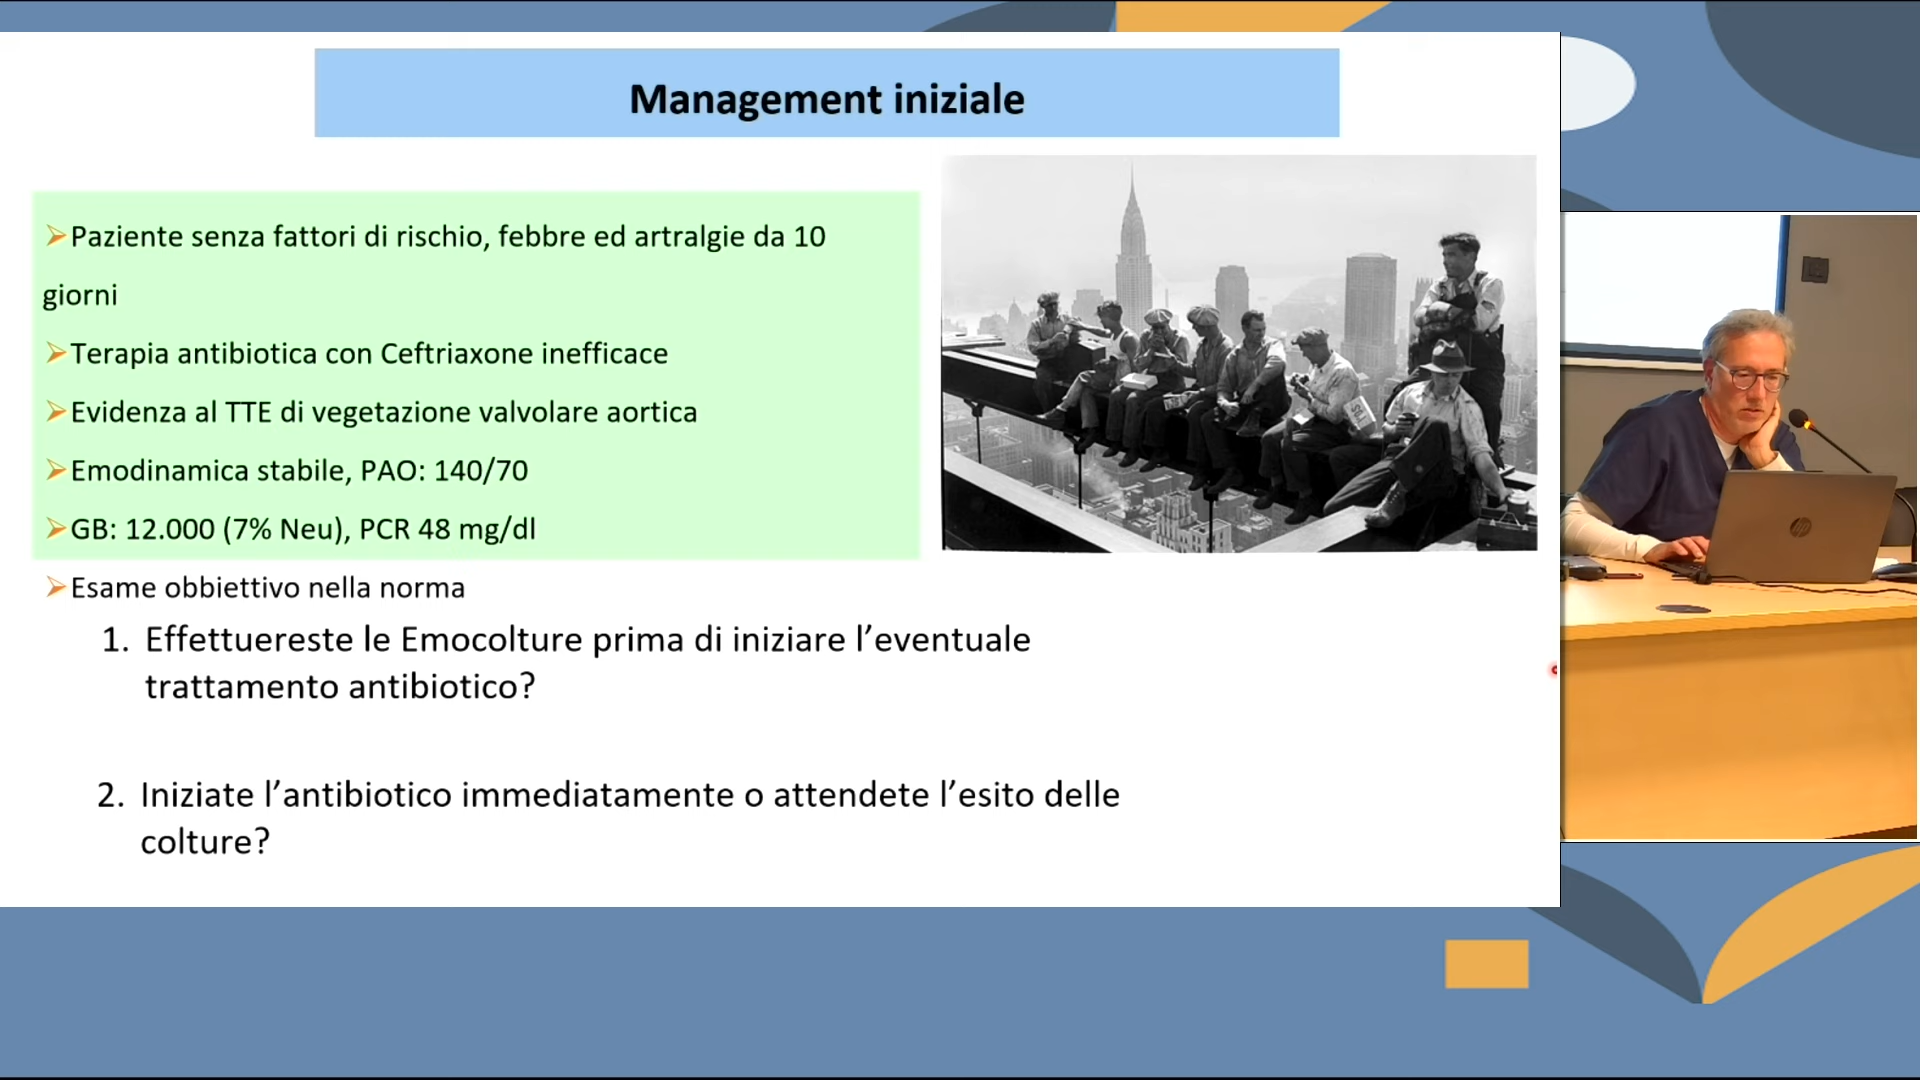 Management iniziale
➢Paziente senza fattori di rischio, febbre ed artralgie da 10
giorni
➢Terapia antibiotica con Ceftriaxone inefficace
➢Evidenza al TTE di vegetazione valvolare aortica
➢Emodinamica stabile, PAO: 140/70
➢GB: 12.000 (7% Neu), PCR 48 mg/dl
➢Esame obbiettivo nella norma
1. Effettuereste le Emocolture prima di iniziare l’eventuale
trattamento antibiotico?
2. Iniziate l’antibiotico immediatamente o attendete l’esito delle
colture?
hp